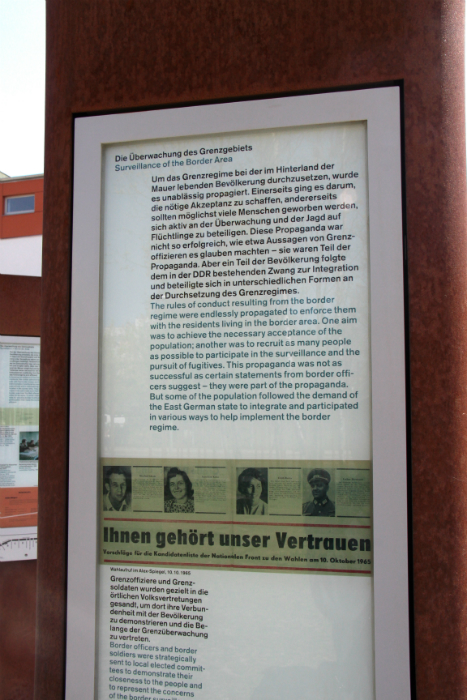 Die Überwachung des Grenzgebiets
Surveillance of the Border Area
Um das Grenzregime bei der im Hinterland der
Mauer lebenden Bevölkerung durchzusetzen, wurde
es unablässig propagiert. Einerseits ging es darum,
die nötige Akzeptanz zu schaffen, andererseits
sollten möglichst viele Menschen geworben werden,
sich aktiv an der Überwachung und der Jagd auf
Flüchtlinge zu beteiligen. Diese Propaganda war
nicht so erfolgreich, wie etwa Aussagen von Grenz-
offizieren es glauben machten – sie waren Teil der
Propaganda. Aber ein Teil der Bevölkerung folgte
dem in der DDR bestehenden Zwang zur Integration
und beteiligte sich in unterschiedlichen Formen an
der Durchsetzung des Grenzregimes.
The rules of conduct resulting from the border
regime were endlessly propagated to enforce them
with the residents living in the border area. One aim
was to achieve the necessary acceptance of the
population; another was to recruit as many people
as possible to participate in the surveillance and the
pursuit of fugitives. This propaganda was not as
successful as certain statements from border offi-
cers suggest – they were part of the propaganda.
But some of the population followed the demand of
the East German state to integrate and participated
in various ways to help implement the border
regime.
Ihnen gehört unser Vertrauen
Vorschläge für die Kandidatenliste der Nationalen Front zu den Wahlen am 10. Oktober 1965
Grenzoffiziere und Grenz-
soldaten wurden gezielt in die
örtlichen Volksvertretungen
gesandt, um dort ihre Verbun-
denheit mit der Bevölkerung
zu demonstrieren und die Be-
lange der Grenzüberwachung
zu vertreten.
Border officers and border
soldiers were strategically
sent to local elected commit-
tees to demonstrate their
closeness to the people and
to represent the concerns
of the border